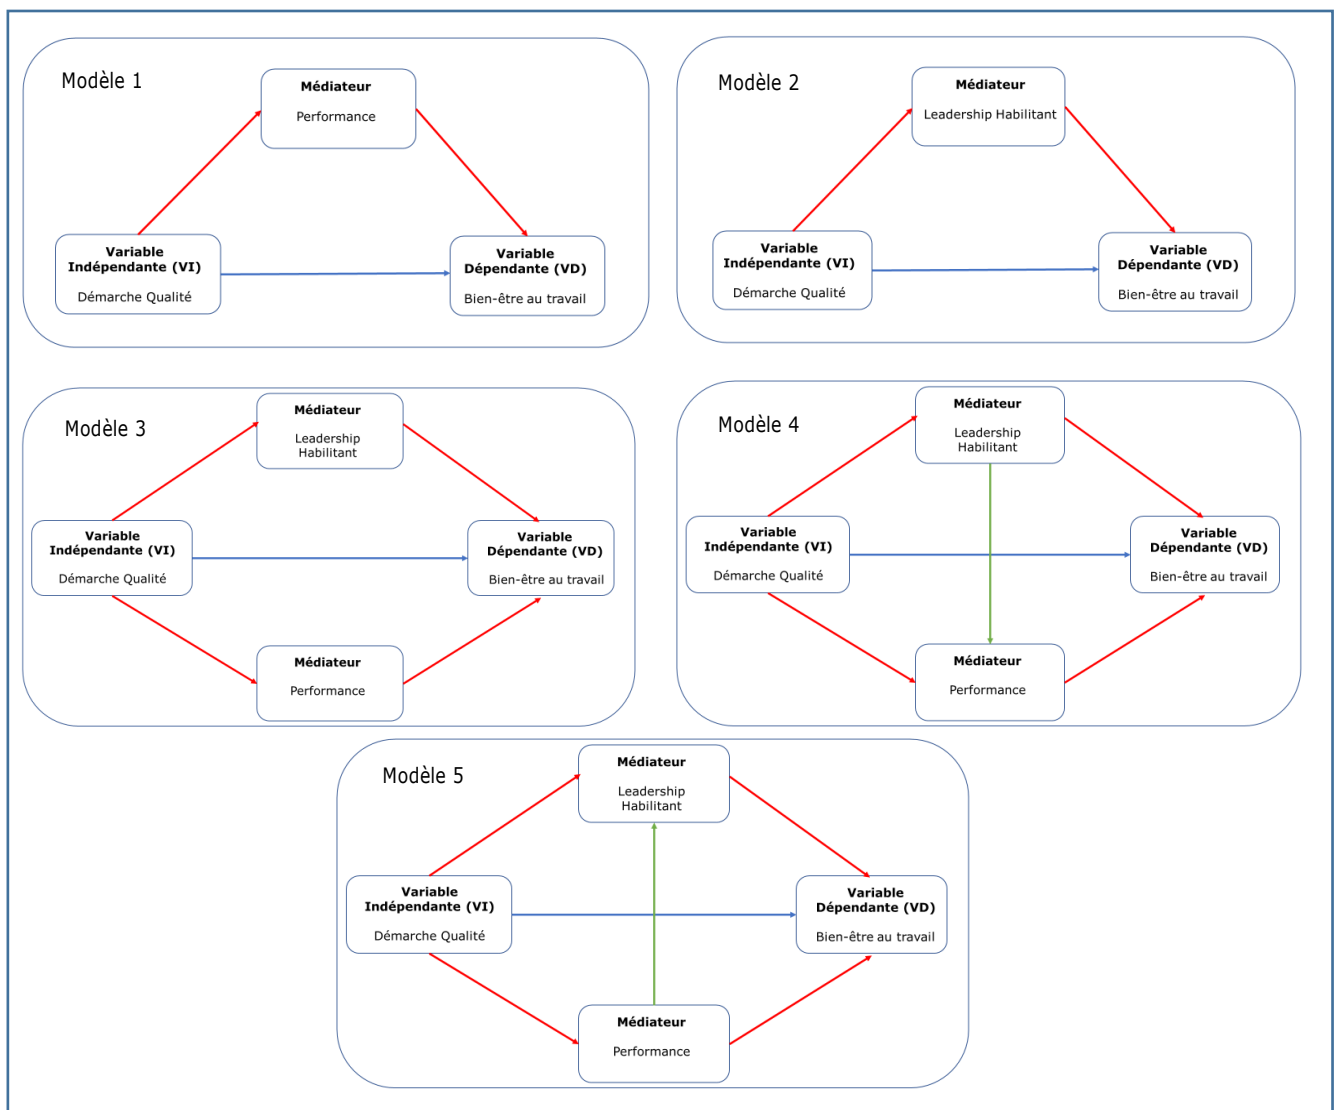 Modèle 1
Médiateur
Performance
Variable
Indépendante (VI)
Démarche Qualité
Variable
Dépendante (VD)
Bien-être au travail
Modèle 2
Médiateur
Leadership Habilitant
Variable
Indépendante (VI)
Démarche Qualité
Variable
Dépendante (VD)
Bien-être au travail
Modèle 3
Médiateur
Leadership
Habilitant
Variable
Indépendante (VI)
Démarche Qualité
Variable
Dépendante (VD)
Bien-être au travail
Médiateur
Performance
Modèle 4
Médiateur
Leadership
Habilitant
Variable
Indépendante (VI)
Démarche Qualité
Variable
Dépendante (VD)
Bien-être au travail
Médiateur
Performance
Modèle 5
Médiateur
Leadership
Habilitant
Variable
Indépendante (VI)
Démarche Qualité
Variable
Dépendante (VD)
Bien-être au travail
Médiateur
Performance